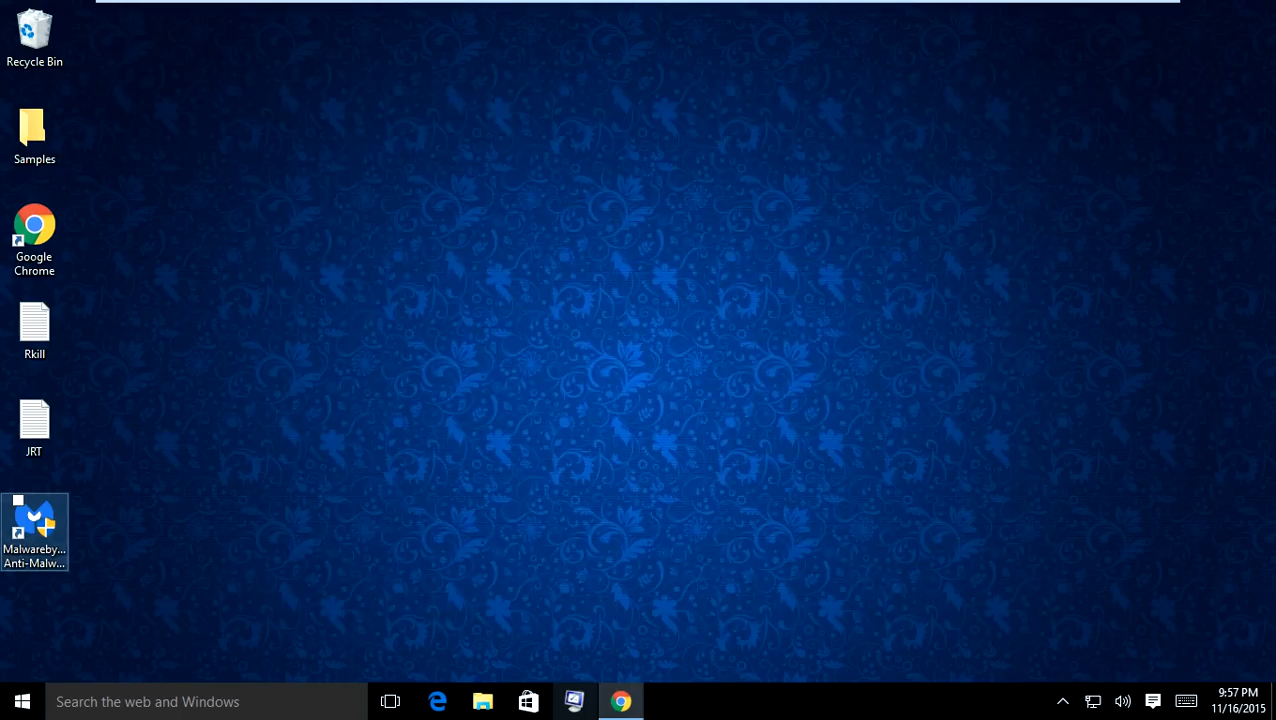 Recycle Bin
Samples
Google
Chrome
Rkill
JRT
Malwareby...
Anti-Malw...
Search the web and Windows
9:57 PM
11/16/2015